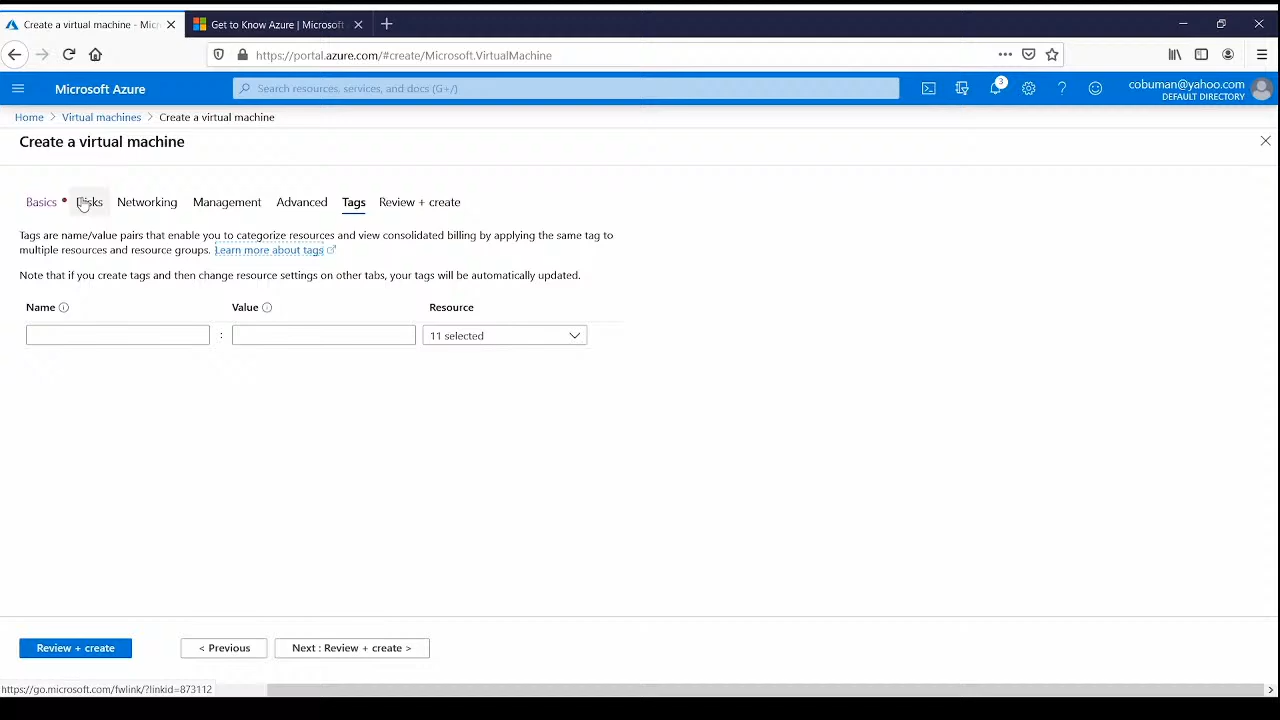 Create a virtual machine - Micr
Get to Know Azure | Microsoft
https://portal.azure.com/#create/Microsoft.VirtualMachine
Microsoft Azure
Search resources, services, and docs (G+/)
3
cobuman@yahoo.com
DEFAULT DIRECTORY
Home > Virtual machines > Create a virtual machine
Create a virtual machine
Basics Disks Networking Management Advanced Tags Review + create
Tags are name/value pairs that enable you to categorize resources and view consolidated billing by applying the same tag to
multiple resources and resource groups. Learn more about tags
Note that if you create tags and then change resource settings on other tabs, your tags will be automatically updated.
Name Value Resource
: 11 selected
Review + create < Previous Next : Review + create >
https://go.microsoft.com/fwlink/?linkid=873112